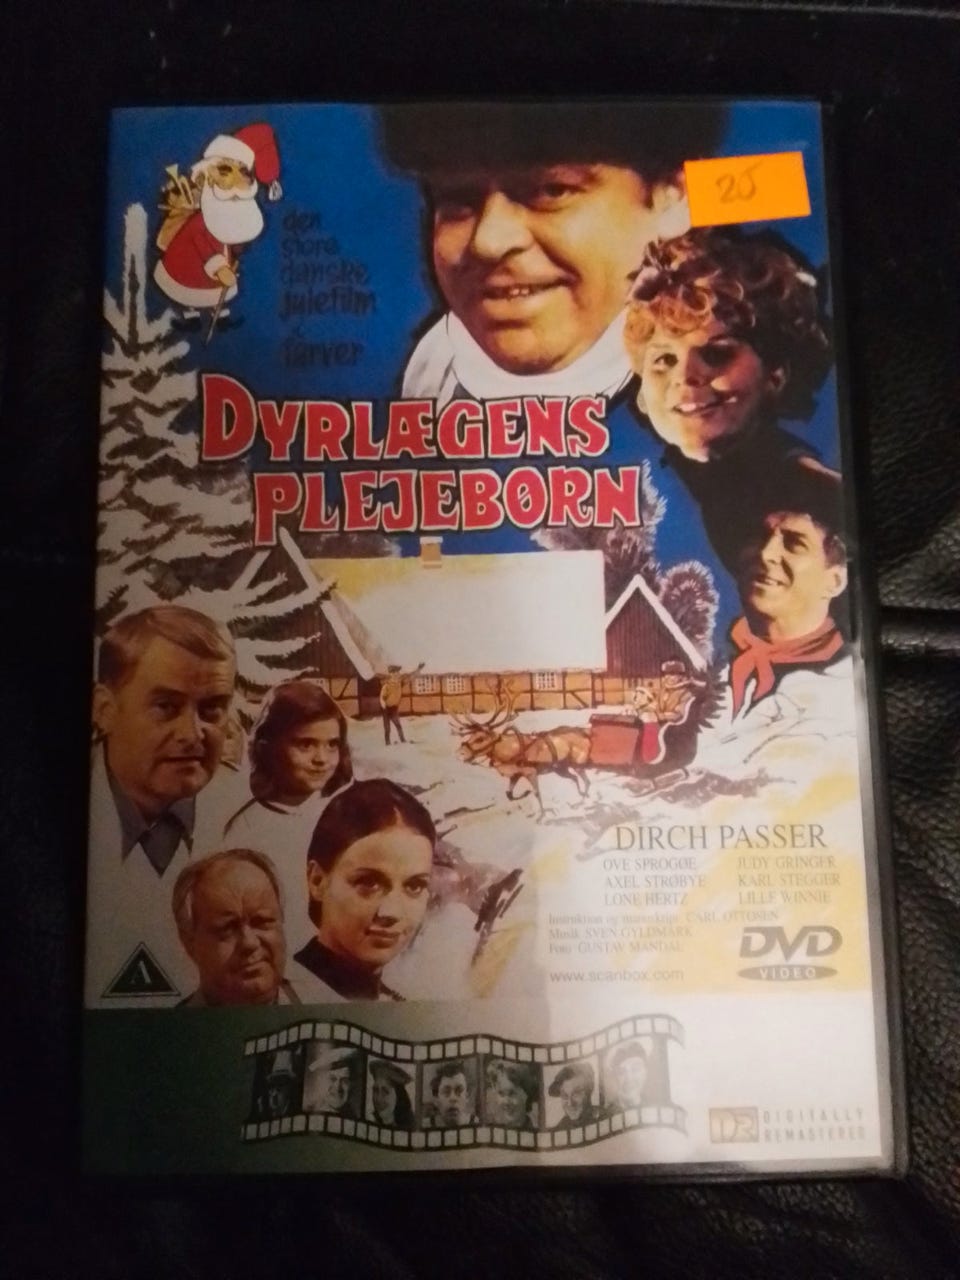 25
den
store
danske
julefilm
i
farver
DYRLÆGENS
PLEJEBØRN
DIRCH PASSER
OVE SPROGØE JUDY GRINGER
AXEL STRØBYE KARL STEGGER
LONE HERTZ LILLE WINNIE
Instruktion og manuskript: CARL OTTOSEN
Musik SVEN GYLDMARK
Foto GUSTAV MANDAL
www.scanbox.com
DVD
VIDEO
A
DR DIGITALLY
REMASTERED